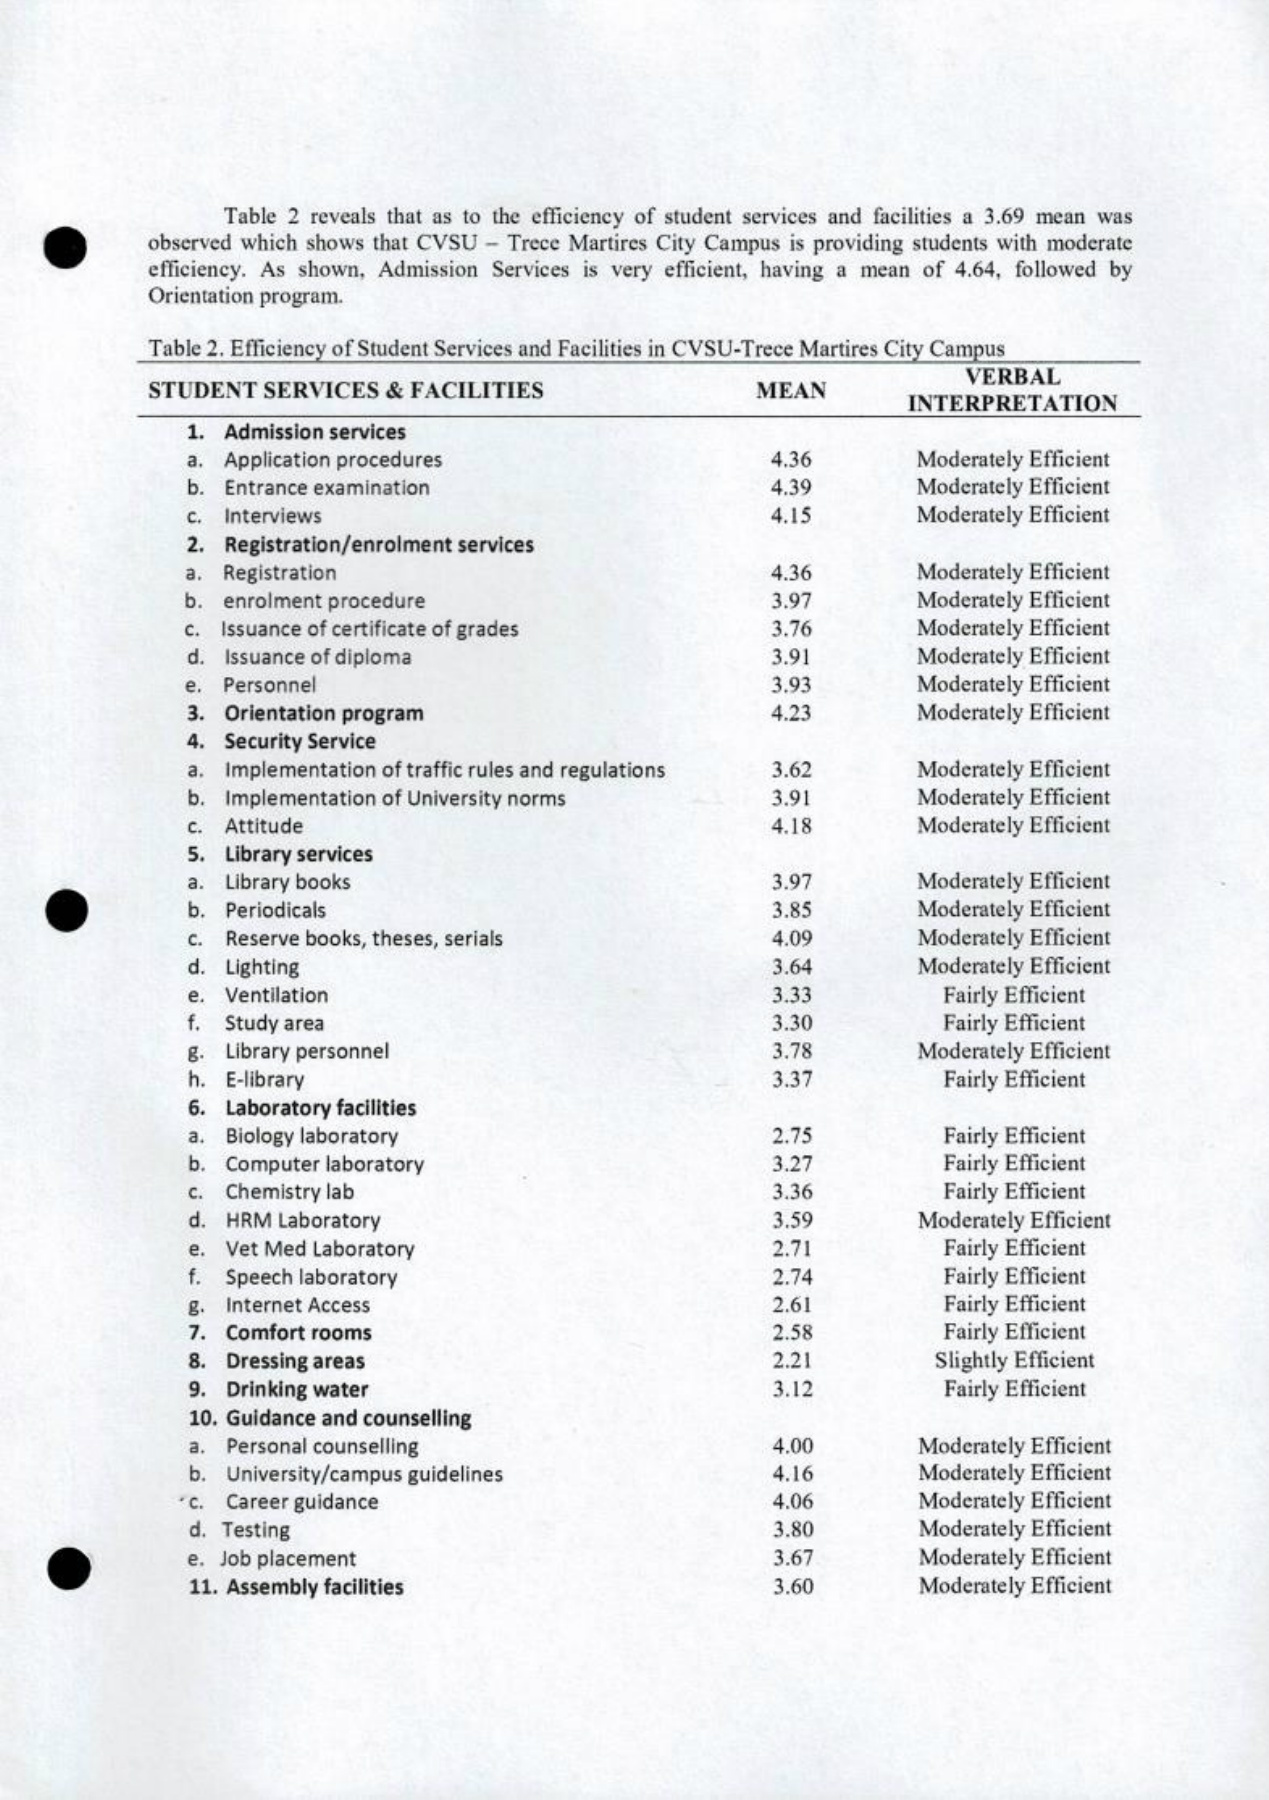 Table 2 reveals that as to the efficiency of student services and facilities a 3.69 mean was
observed which shows that CVSU – Trece Martires City Campus is providing students with moderate
efficiency. As shown, Admission Services is very efficient, having a mean of 4.64, followed by
Orientation program.
Table 2. Efficiency of Student Services and Facilities in CVSU-Trece Martires City Campus
STUDENT SERVICES & FACILITIES MEAN VERBAL INTERPRETATION
1. Admission services
a. Application procedures 4.36 Moderately Efficient
b. Entrance examination 4.39 Moderately Efficient
c. Interviews 4.15 Moderately Efficient
2. Registration/enrolment services
a. Registration 4.36 Moderately Efficient
b. enrolment procedure 3.97 Moderately Efficient
c. Issuance of certificate of grades 3.76 Moderately Efficient
d. Issuance of diploma 3.91 Moderately Efficient
e. Personnel 3.93 Moderately Efficient
3. Orientation program 4.23 Moderately Efficient
4. Security Service
a. Implementation of traffic rules and regulations 3.62 Moderately Efficient
b. Implementation of University norms 3.91 Moderately Efficient
c. Attitude 4.18 Moderately Efficient
5. Library services
a. Library books 3.97 Moderately Efficient
b. Periodicals 3.85 Moderately Efficient
c. Reserve books, theses, serials 4.09 Moderately Efficient
d. Lighting 3.64 Moderately Efficient
e. Ventilation 3.33 Fairly Efficient
f. Study area 3.30 Fairly Efficient
g. Library personnel 3.78 Moderately Efficient
h. E-library 3.37 Fairly Efficient
6. Laboratory facilities
a. Biology laboratory 2.75 Fairly Efficient
b. Computer laboratory 3.27 Fairly Efficient
c. Chemistry lab 3.36 Fairly Efficient
d. HRM Laboratory 3.59 Moderately Efficient
e. Vet Med Laboratory 2.71 Fairly Efficient
f. Speech laboratory 2.74 Fairly Efficient
g. Internet Access 2.61 Fairly Efficient
7. Comfort rooms 2.58 Fairly Efficient
8. Dressing areas 2.21 Slightly Efficient
9. Drinking water 3.12 Fairly Efficient
10. Guidance and counselling
a. Personal counselling 4.00 Moderately Efficient
b. University/campus guidelines 4.16 Moderately Efficient
c. Career guidance 4.06 Moderately Efficient
d. Testing 3.80 Moderately Efficient
e. Job placement 3.67 Moderately Efficient
11. Assembly facilities 3.60 Moderately Efficient